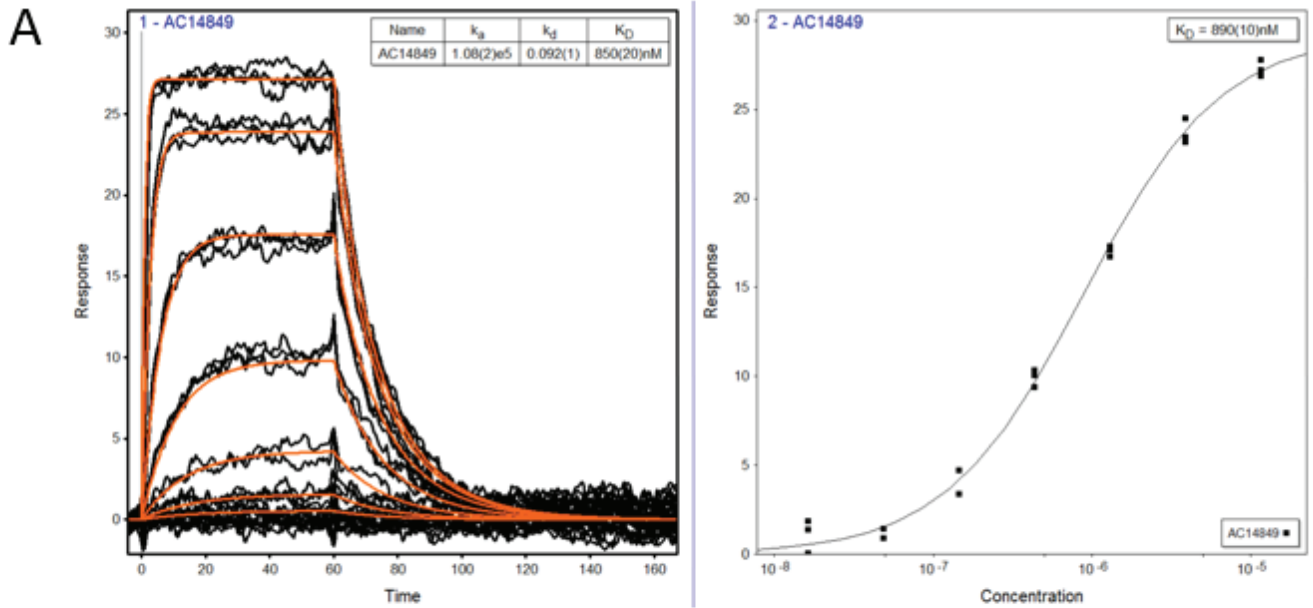 A
1 - AC14849
Name ka kd KD
AC14849 1.08(2)e5 0.092(1) 850(20)nM
30
25
20
15
10
5
0
Response
0 20 40 60 80 100 120 140 160
Time
2 - AC14849
KD = 890(10)nM
30
25
20
15
10
5
0
Response
AC14849
10-8 10-7 10-6 10-5
Concentration